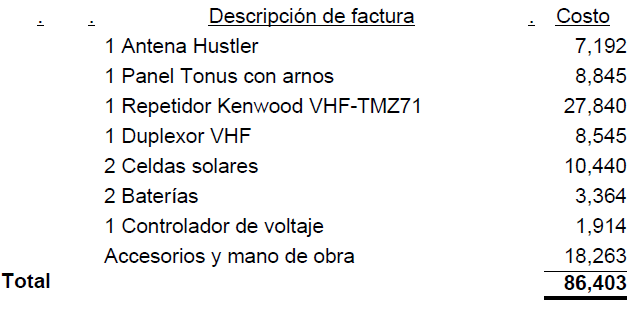 . . Descripción de factura . Costo
1 Antena Hustler 7,192
1 Panel Tonus con arnos 8,845
1 Repetidor Kenwood VHF-TMZ71 27,840
1 Duplexor VHF 8,545
2 Celdas solares 10,440
2 Baterías 3,364
1 Controlador de voltaje 1,914
Accesorios y mano de obra 18,263
Total 86,403